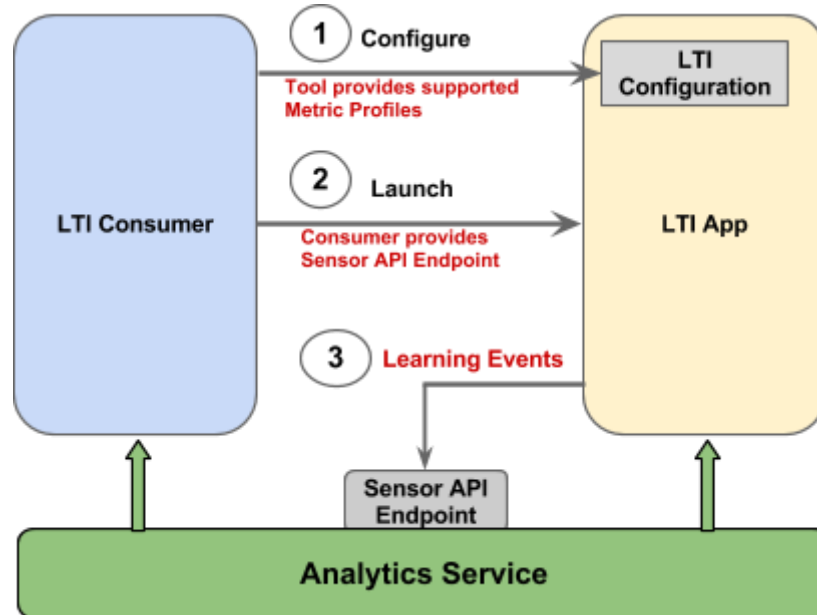 1 Configure
Tool provides supported
Metric Profiles
LTI
Configuration
2 Launch
LTI Consumer
Consumer provides
Sensor API Endpoint
LTI App
3 Learning Events
Sensor API
Endpoint
Analytics Service